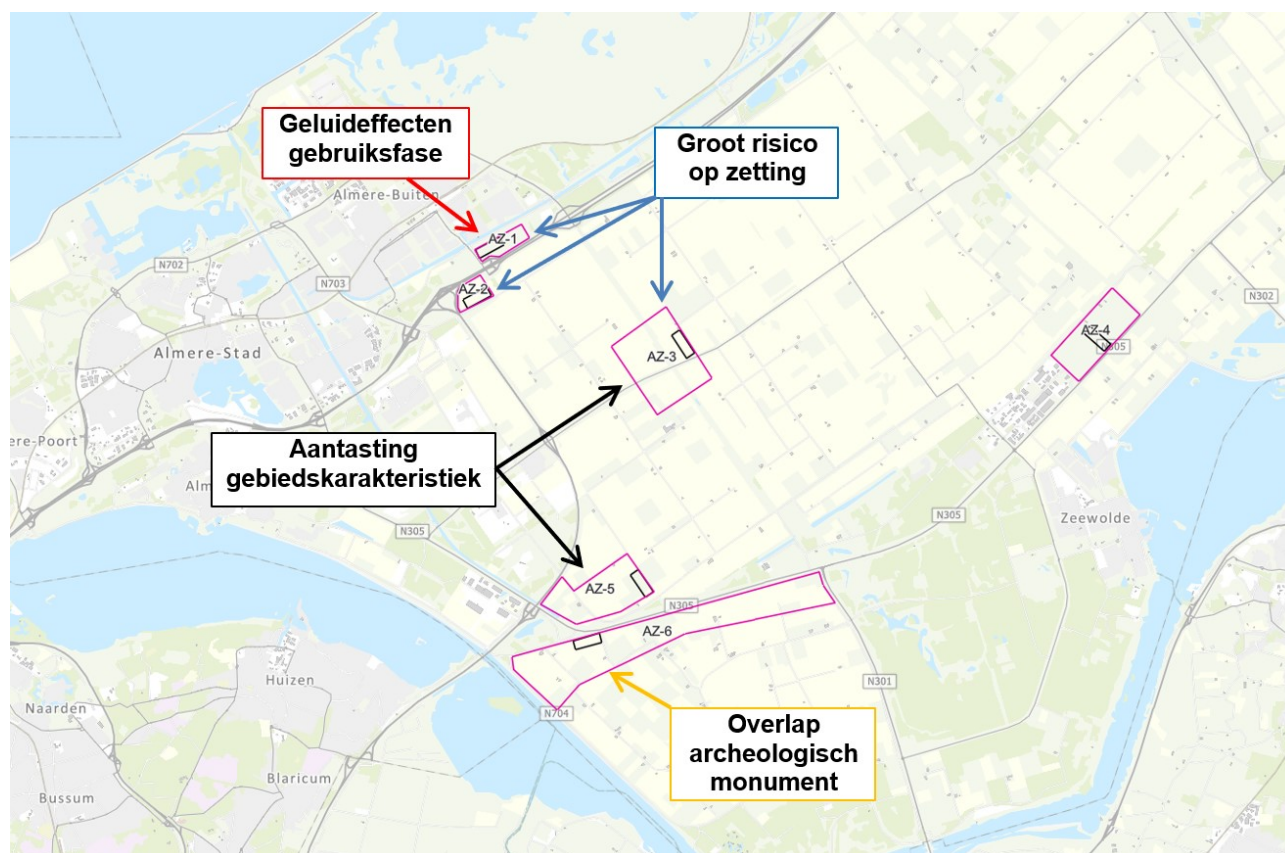 Geluideffecten
gebruiksfase
Groot risico
op zetting
Almere-Buiten
AZ-1
N702
N703
AZ-2
N302
Almere-Stad
AZ-3
AZ-4
N305
ere-Poort
Aantasting
gebiedskarakteristiek
Alm
N305
N305
Zeewolde
AZ-5
N305
AZ-6
Huizen
N301
Naarden
N704
Overlap
archeologisch
monument
Blaricum
Bussum